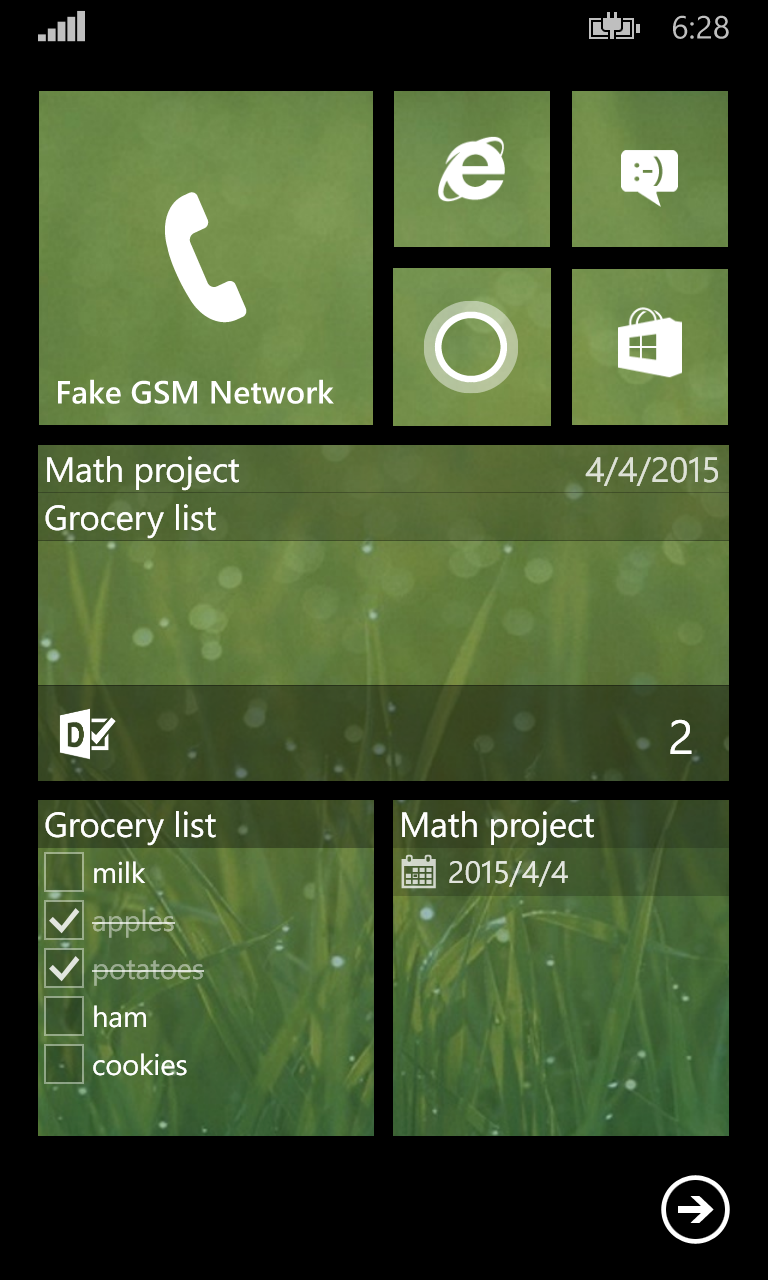 6:28
:-)
Fake GSM Network
Math project 4/4/2015
Grocery list
D
2
Grocery list
milk
apples
potatoes
ham
cookies
Math project
2015/4/4